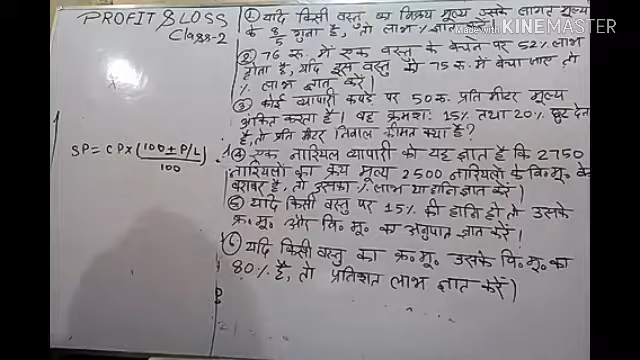 PROFIT & LOSS
Class-2
SP = CP × (100 ± P/L)
100
① यदि किसी वस्तु का विक्रय मूल्य उसके लागत मूल्य
के 8/5 गुना है, तो लाभ % ज्ञात करें।
② 76 रु. में एक वस्तु के बेचने पर 52% लाभ
होता है, यदि इस वस्तु को 75 रु. में बेचा जाए तो
% लाभ ज्ञात करें।
③ कोई व्यापारी कपड़े पर 50 रु. प्रति मीटर मूल्य
अंकित करता है। वह क्रमशः 15% तथा 20% छूट देता
है, तो प्रति मीटर कीमत क्या है?
④ एक नारियल व्यापारी को यह ज्ञात है कि 2750
नारियलों का क्रय मूल्य 2500 नारियलों के वि॰ मू॰ के
बराबर है, तो उसका % लाभ या हानि ज्ञात करें।
⑤ यदि किसी वस्तु पर 15% की हानि हो तो उसके
क्र॰ मू॰ और वि॰ मू॰ का अनुपात ज्ञात करें।
⑥ यदि किसी वस्तु का क्र॰ मू॰ उसके वि॰ मू॰ का
80% है, तो प्रतिशत लाभ ज्ञात करें।
Made with KINEMASTER